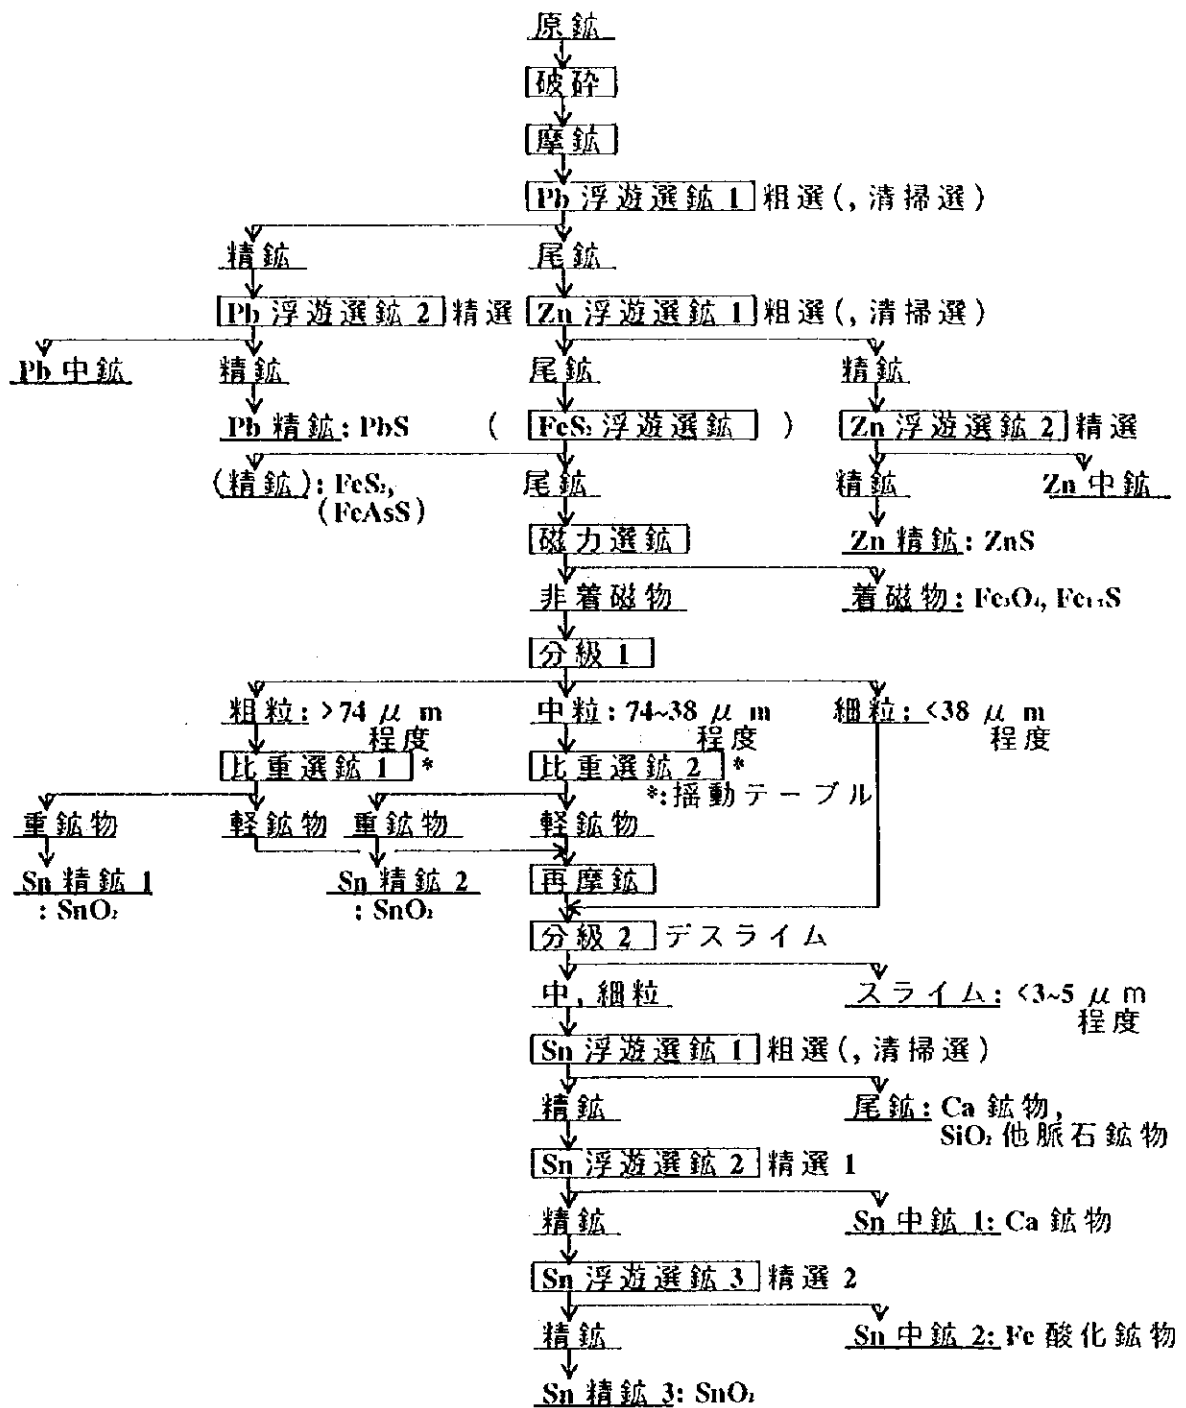 原鉱
破砕
摩鉱
Pb 浮遊選鉱 1 粗選(, 清掃選)
精鉱 尾鉱
Pb 浮遊選鉱 2 精選 Zn 浮遊選鉱 1 粗選(, 清掃選)
Pb 中鉱 精鉱 尾鉱 精鉱
Pb 精鉱: PbS ( FeS₂ 浮遊選鉱 ) Zn 浮遊選鉱 2 精選
(精鉱): FeS₂, 尾鉱 精鉱 Zn 中鉱
(FeAsS)
磁力選鉱 Zn 精鉱: ZnS
非着磁物 着磁物: Fe₃O₄, Fe₁₋ₓS
分級 1
粗粒: >74 μm 中粒: 74~38 μm 細粒: <38 μm
程度 程度 程度
比重選鉱 1 * 比重選鉱 2 *
*:揺動テーブル
重鉱物 軽鉱物 重鉱物 軽鉱物
Sn 精鉱 1 Sn 精鉱 2 再摩鉱
: SnO₂ : SnO₂
分級 2 デスライム
中, 細粒 スライム: <3~5 μm
程度
Sn 浮遊選鉱 1 粗選(, 清掃選)
精鉱 尾鉱: Ca 鉱物,
SiO₂ 他脈石鉱物
Sn 浮遊選鉱 2 精選 1
精鉱 Sn 中鉱 1: Ca 鉱物
Sn 浮遊選鉱 3 精選 2
精鉱 Sn 中鉱 2: Fe 酸化鉱物
Sn 精鉱 3: SnO₂